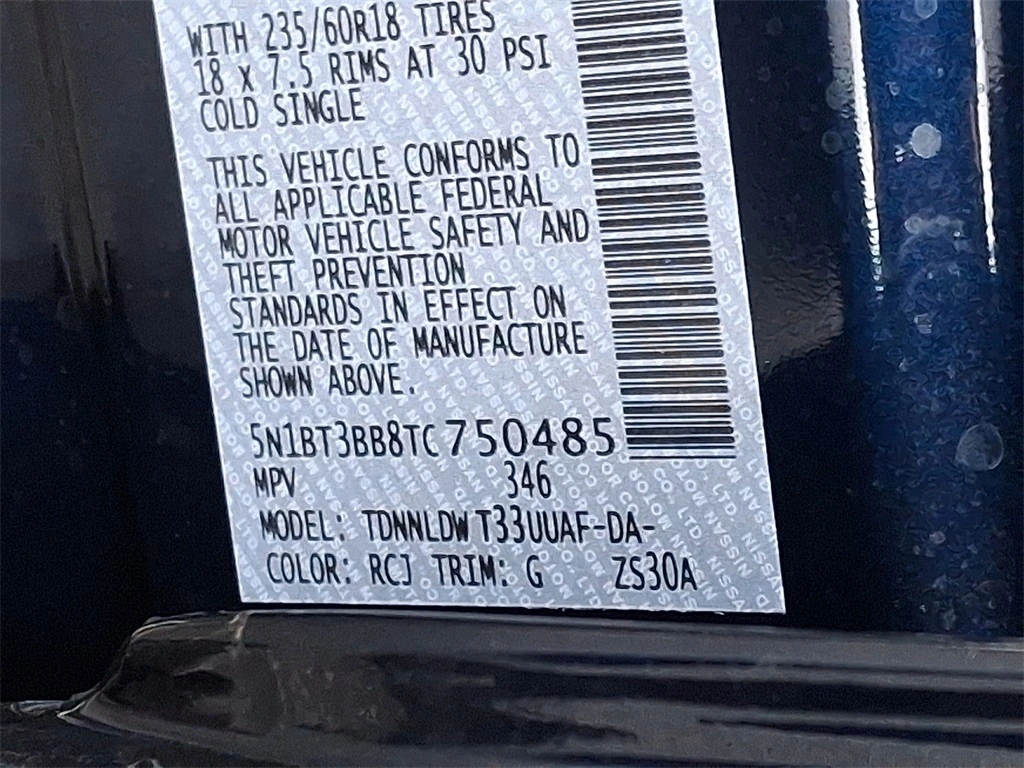 WITH 235/60R18 TIRES
18 X 7.5 RIMS AT 30 PSI
COLD SINGLE
THIS VEHICLE CONFORMS TO
ALL APPLICABLE FEDERAL
MOTOR VEHICLE SAFETY AND
THEFT PREVENTION
STANDARDS IN EFFECT ON
THE DATE OF MANUFACTURE
SHOWN ABOVE.
5N1BT3BB8TC750485
MPV 346
MODEL: TDNNLDWT33UUAF-DA-
COLOR: RCJ TRIM: G ZS30A